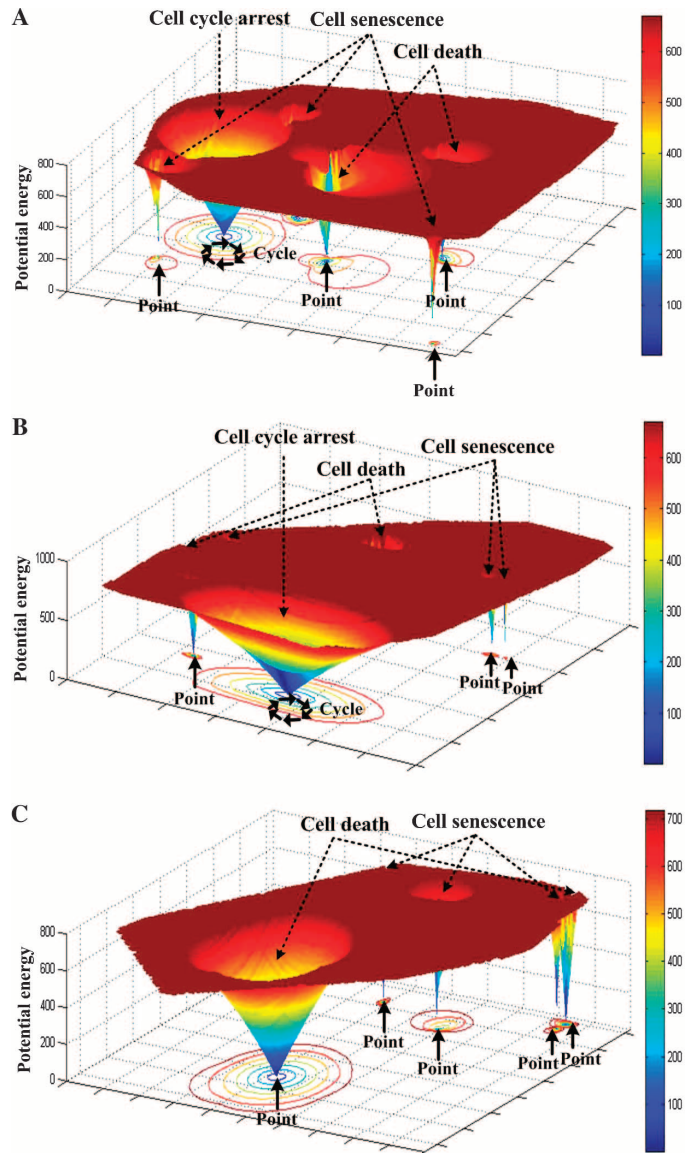 A
Cell cycle arrest
Cell senescence
Cell death
Potential energy
800
600
400
200
0
Cycle
Point
Point
Point
Point
600
500
400
300
200
100
B
Cell cycle arrest
Cell senescence
Cell death
Potential energy
1000
500
0
Point
Cycle
Point
Point
600
500
400
300
200
100
C
Cell death
Cell senescence
Potential energy
800
600
400
200
0
Point
Point
Point
Point
Point
700
600
500
400
300
200
100